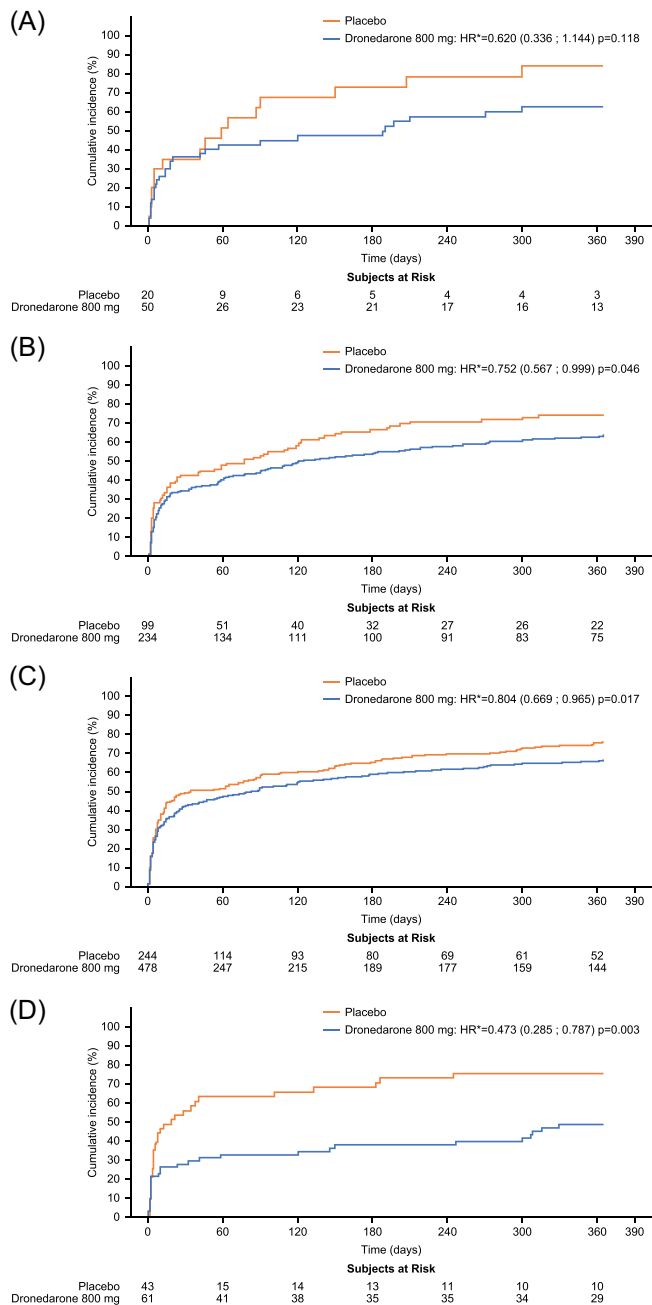 (A)
Placebo
Dronedarone 800 mg: HR*=0.620 (0.336 ; 1.144) p=0.118
Cumulative incidence (%)
100
90
80
70
60
50
40
30
20
10
0
0 60 120 180 240 300 360 390
Time (days)
Subjects at Risk
Placebo 20 9 6 5 4 4 3
Dronedarone 800 mg 50 26 23 21 17 16 13
(B)
Placebo
Dronedarone 800 mg: HR*=0.752 (0.567 ; 0.999) p=0.046
Cumulative incidence (%)
100
90
80
70
60
50
40
30
20
10
0
0 60 120 180 240 300 360 390
Time (days)
Subjects at Risk
Placebo 99 51 40 32 27 26 22
Dronedarone 800 mg 234 134 111 100 91 83 75
(C)
Placebo
Dronedarone 800 mg: HR*=0.804 (0.669 ; 0.965) p=0.017
Cumulative incidence (%)
100
90
80
70
60
50
40
30
20
10
0
0 60 120 180 240 300 360 390
Time (days)
Subjects at Risk
Placebo 244 114 93 80 69 61 52
Dronedarone 800 mg 478 247 215 189 177 159 144
(D)
Placebo
Dronedarone 800 mg: HR*=0.473 (0.285 ; 0.787) p=0.003
Cumulative incidence (%)
100
90
80
70
60
50
40
30
20
10
0
0 60 120 180 240 300 360 390
Time (days)
Subjects at Risk
Placebo 43 15 14 13 11 10 10
Dronedarone 800 mg 61 41 38 35 35 34 29